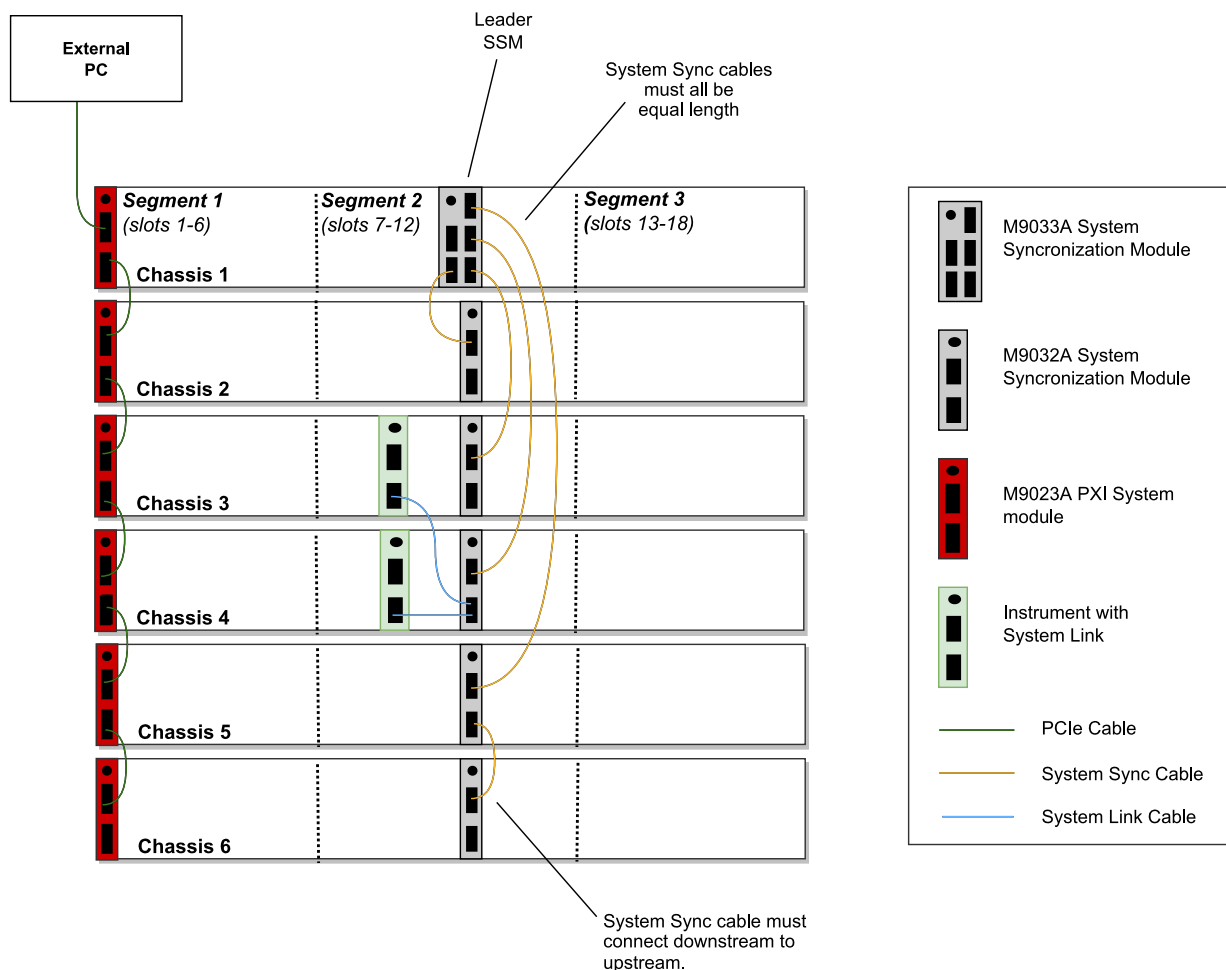 Leader
SSM
External
PC
System Sync cables
must all be
equal length
Segment 1
(slots 1-6)
Segment 2
(slots 7-12)
Segment 3
(slots 13-18)
Chassis 1
Chassis 2
Chassis 3
Chassis 4
Chassis 5
Chassis 6
System Sync cable must
connect downstream to
upstream.
M9033A System
Syncronization Module
M9032A System
Syncronization Module
M9023A PXI System
module
Instrument with
System Link
PCIe Cable
System Sync Cable
System Link Cable